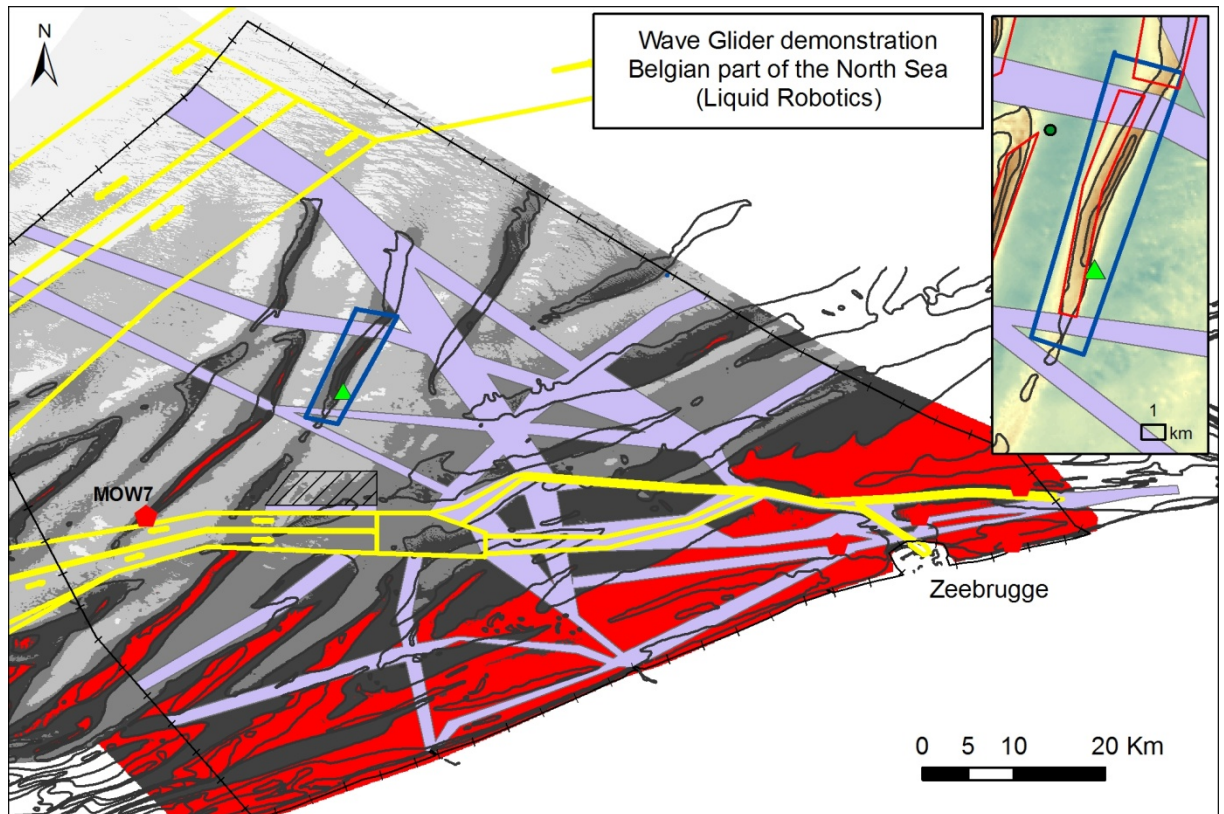 N
Wave Glider demonstration
Belgian part of the North Sea
(Liquid Robotics)
1
km
MOW7
Zeebrugge
0 5 10 20 Km